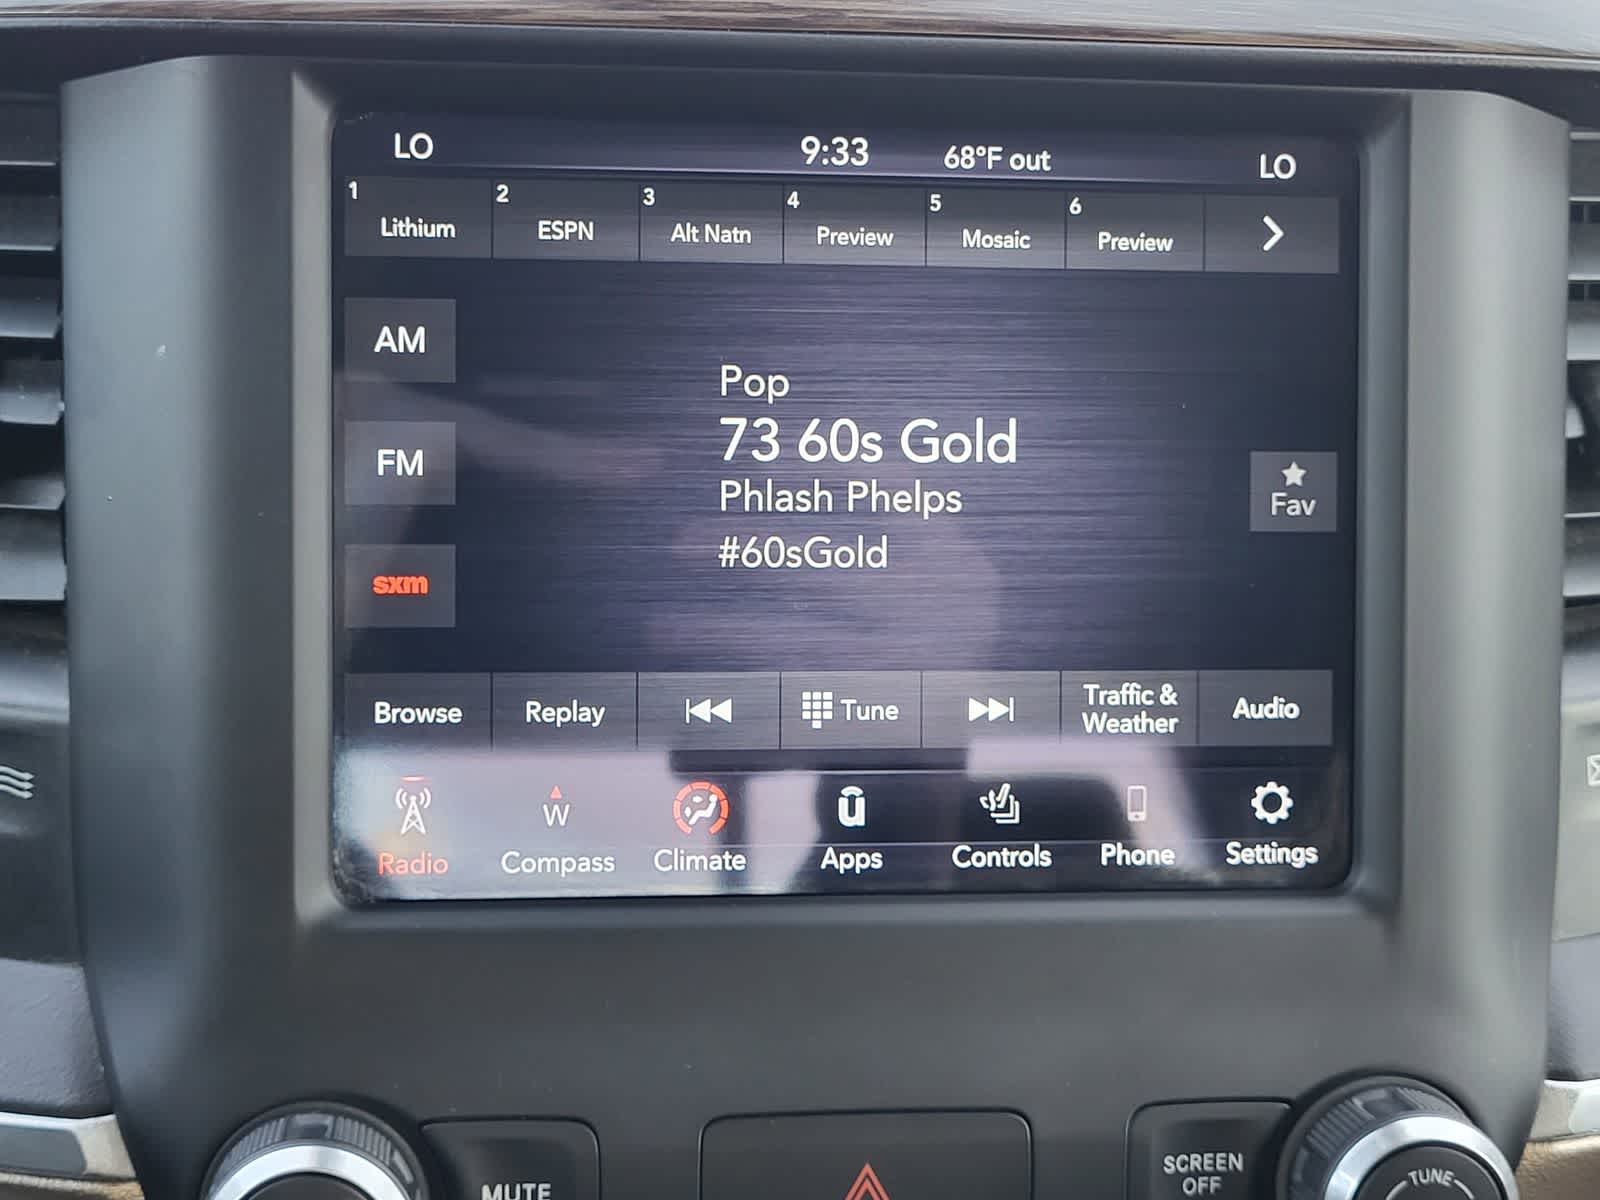 LO 9:33 68°F out LO
1 Lithium 2 ESPN 3 Alt Natn 4 Preview 5 Mosaic 6 Preview
AM
FM
sxm
Pop
73 60s Gold
Phlash Phelps
#60sGold
Fav
Browse Replay Tune Traffic & Weather Audio
W
Radio Compass Climate Apps Controls Phone Settings
MUTE
SCREEN
OFF
TUNE